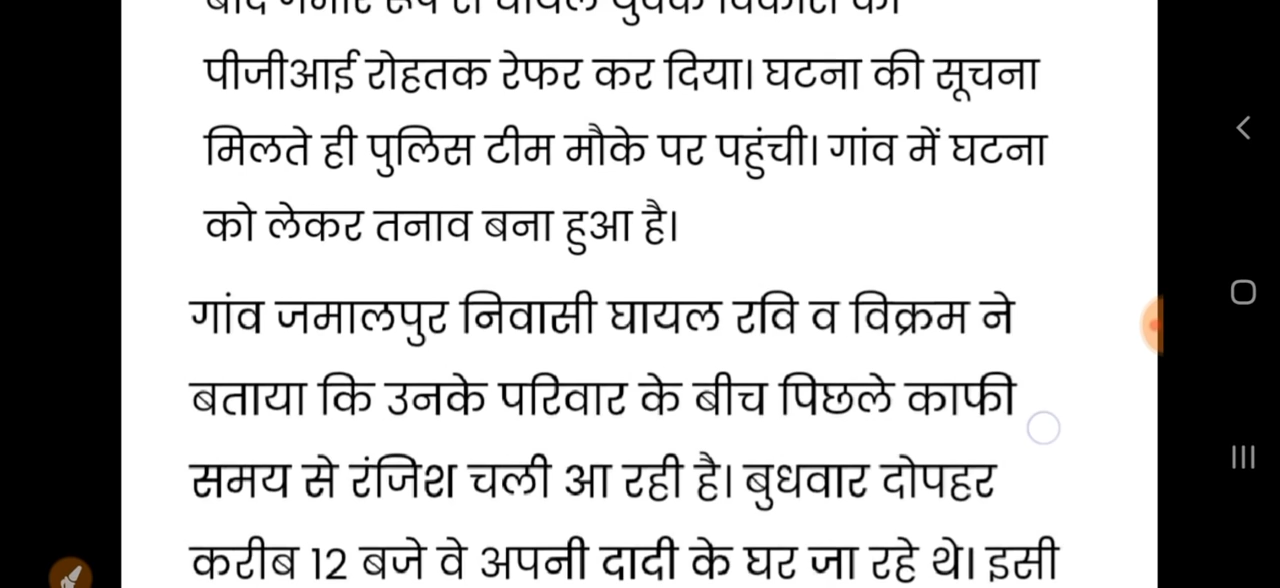 पीजीआई रोहतक रेफर कर दिया। घटना की सूचना
मिलते ही पुलिस टीम मौके पर पहुंची। गांव में घटना
को लेकर तनाव बना हुआ है।
गांव जमालपुर निवासी घायल रवि व विक्रम ने
बताया कि उनके परिवार के बीच पिछले काफी
समय से रंजिश चली आ रही है। बुधवार दोपहर
करीब 12 बजे वे अपनी दादी के घर जा रहे थे। इसी